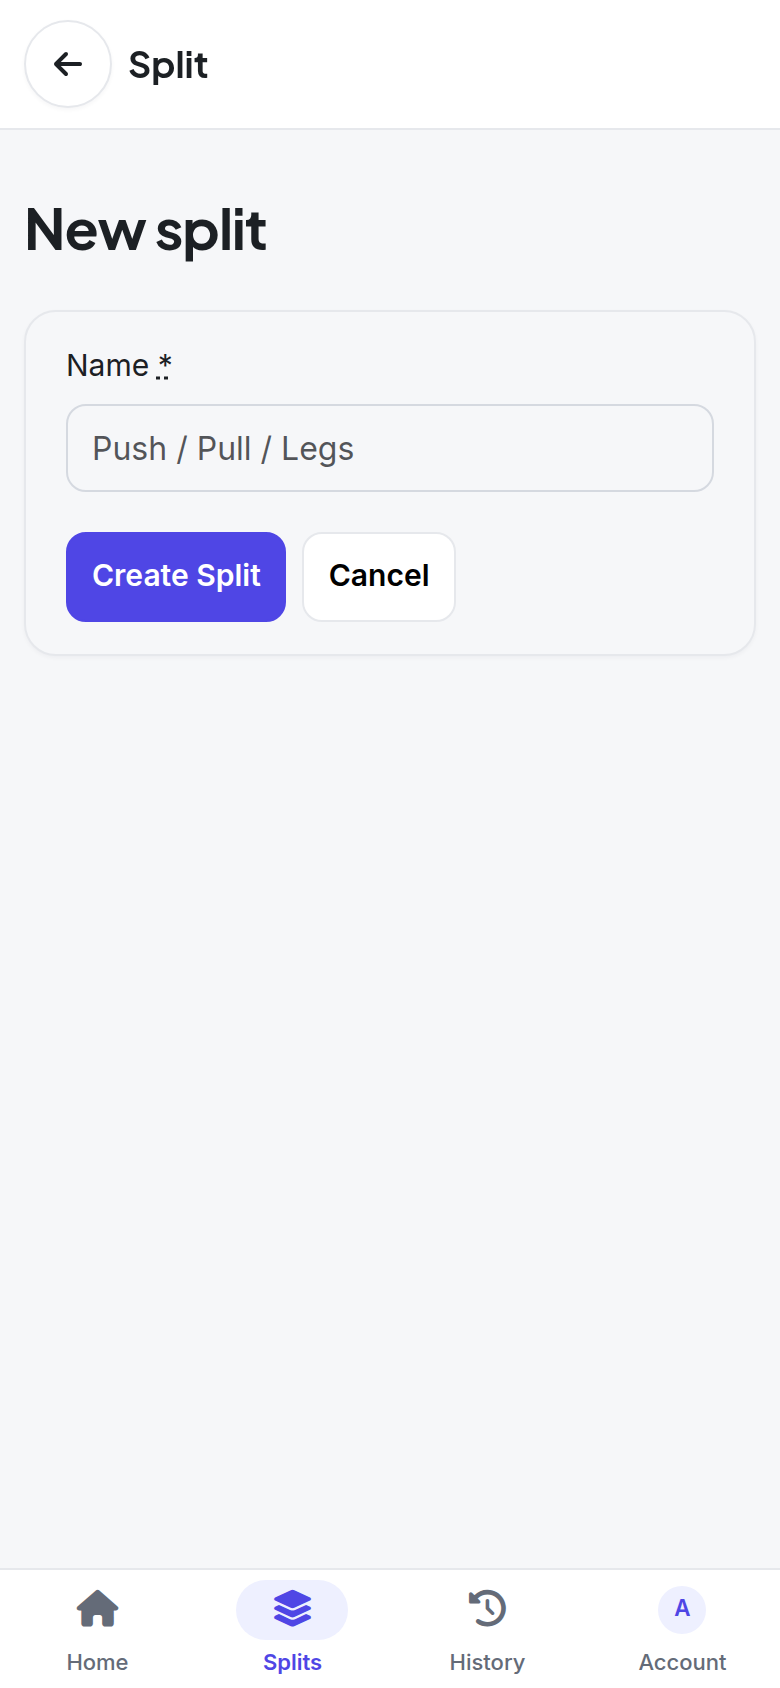 Split
New split
Name *
Push / Pull / Legs
Create Split
Cancel
Home
Splits
History
A
Account